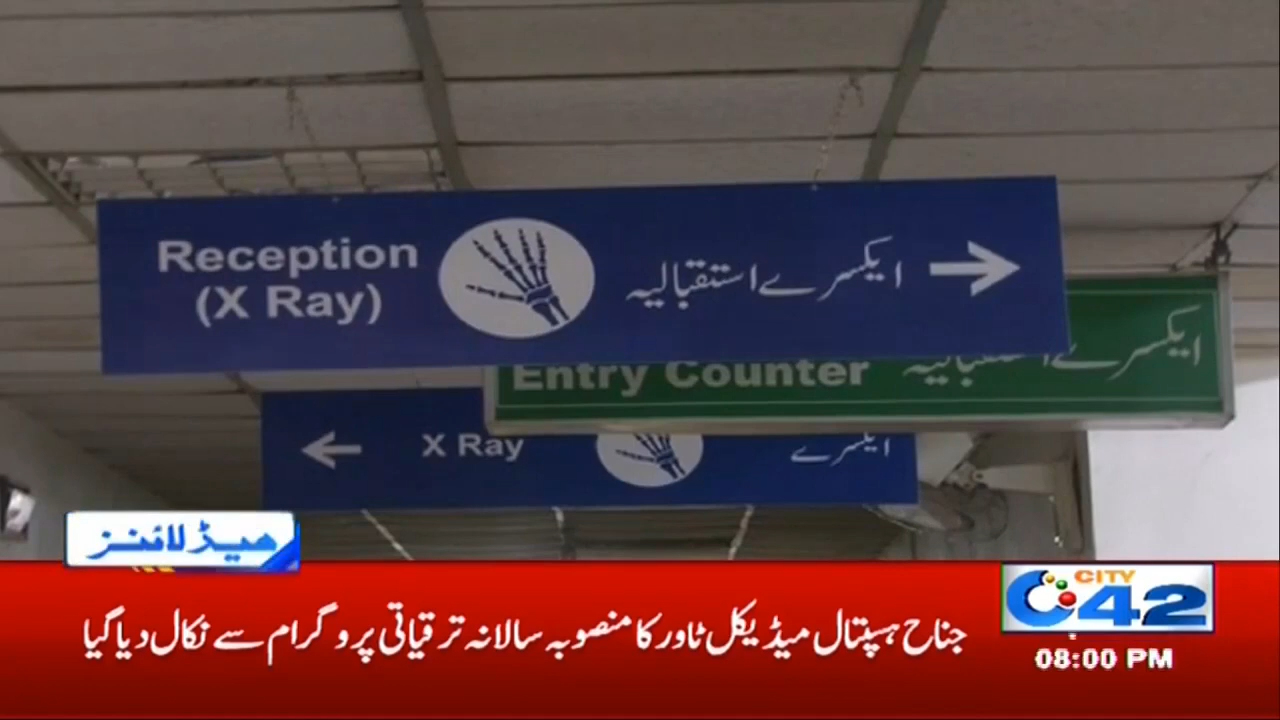 Reception
(X Ray)
ایکسرے استقبالیہ
Entry Counter
ایکسرے استقبالیہ
X Ray
ایکسرے
ہیڈلائنز
جناح ہسپتال میڈیکل ٹاور کا منصوبہ سالانہ ترقیاتی پروگرام سے نکال دیا گیا
CITY
42
08:00 PM